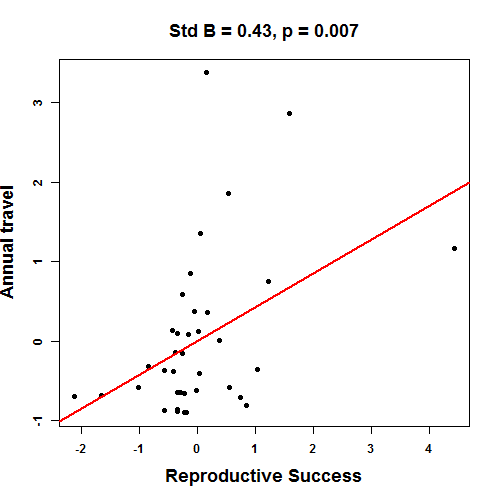 Std B = 0.43, p = 0.007
Annual travel
3
2
1
0
-1
-2 -1 0 1 2 3 4
Reproductive Success